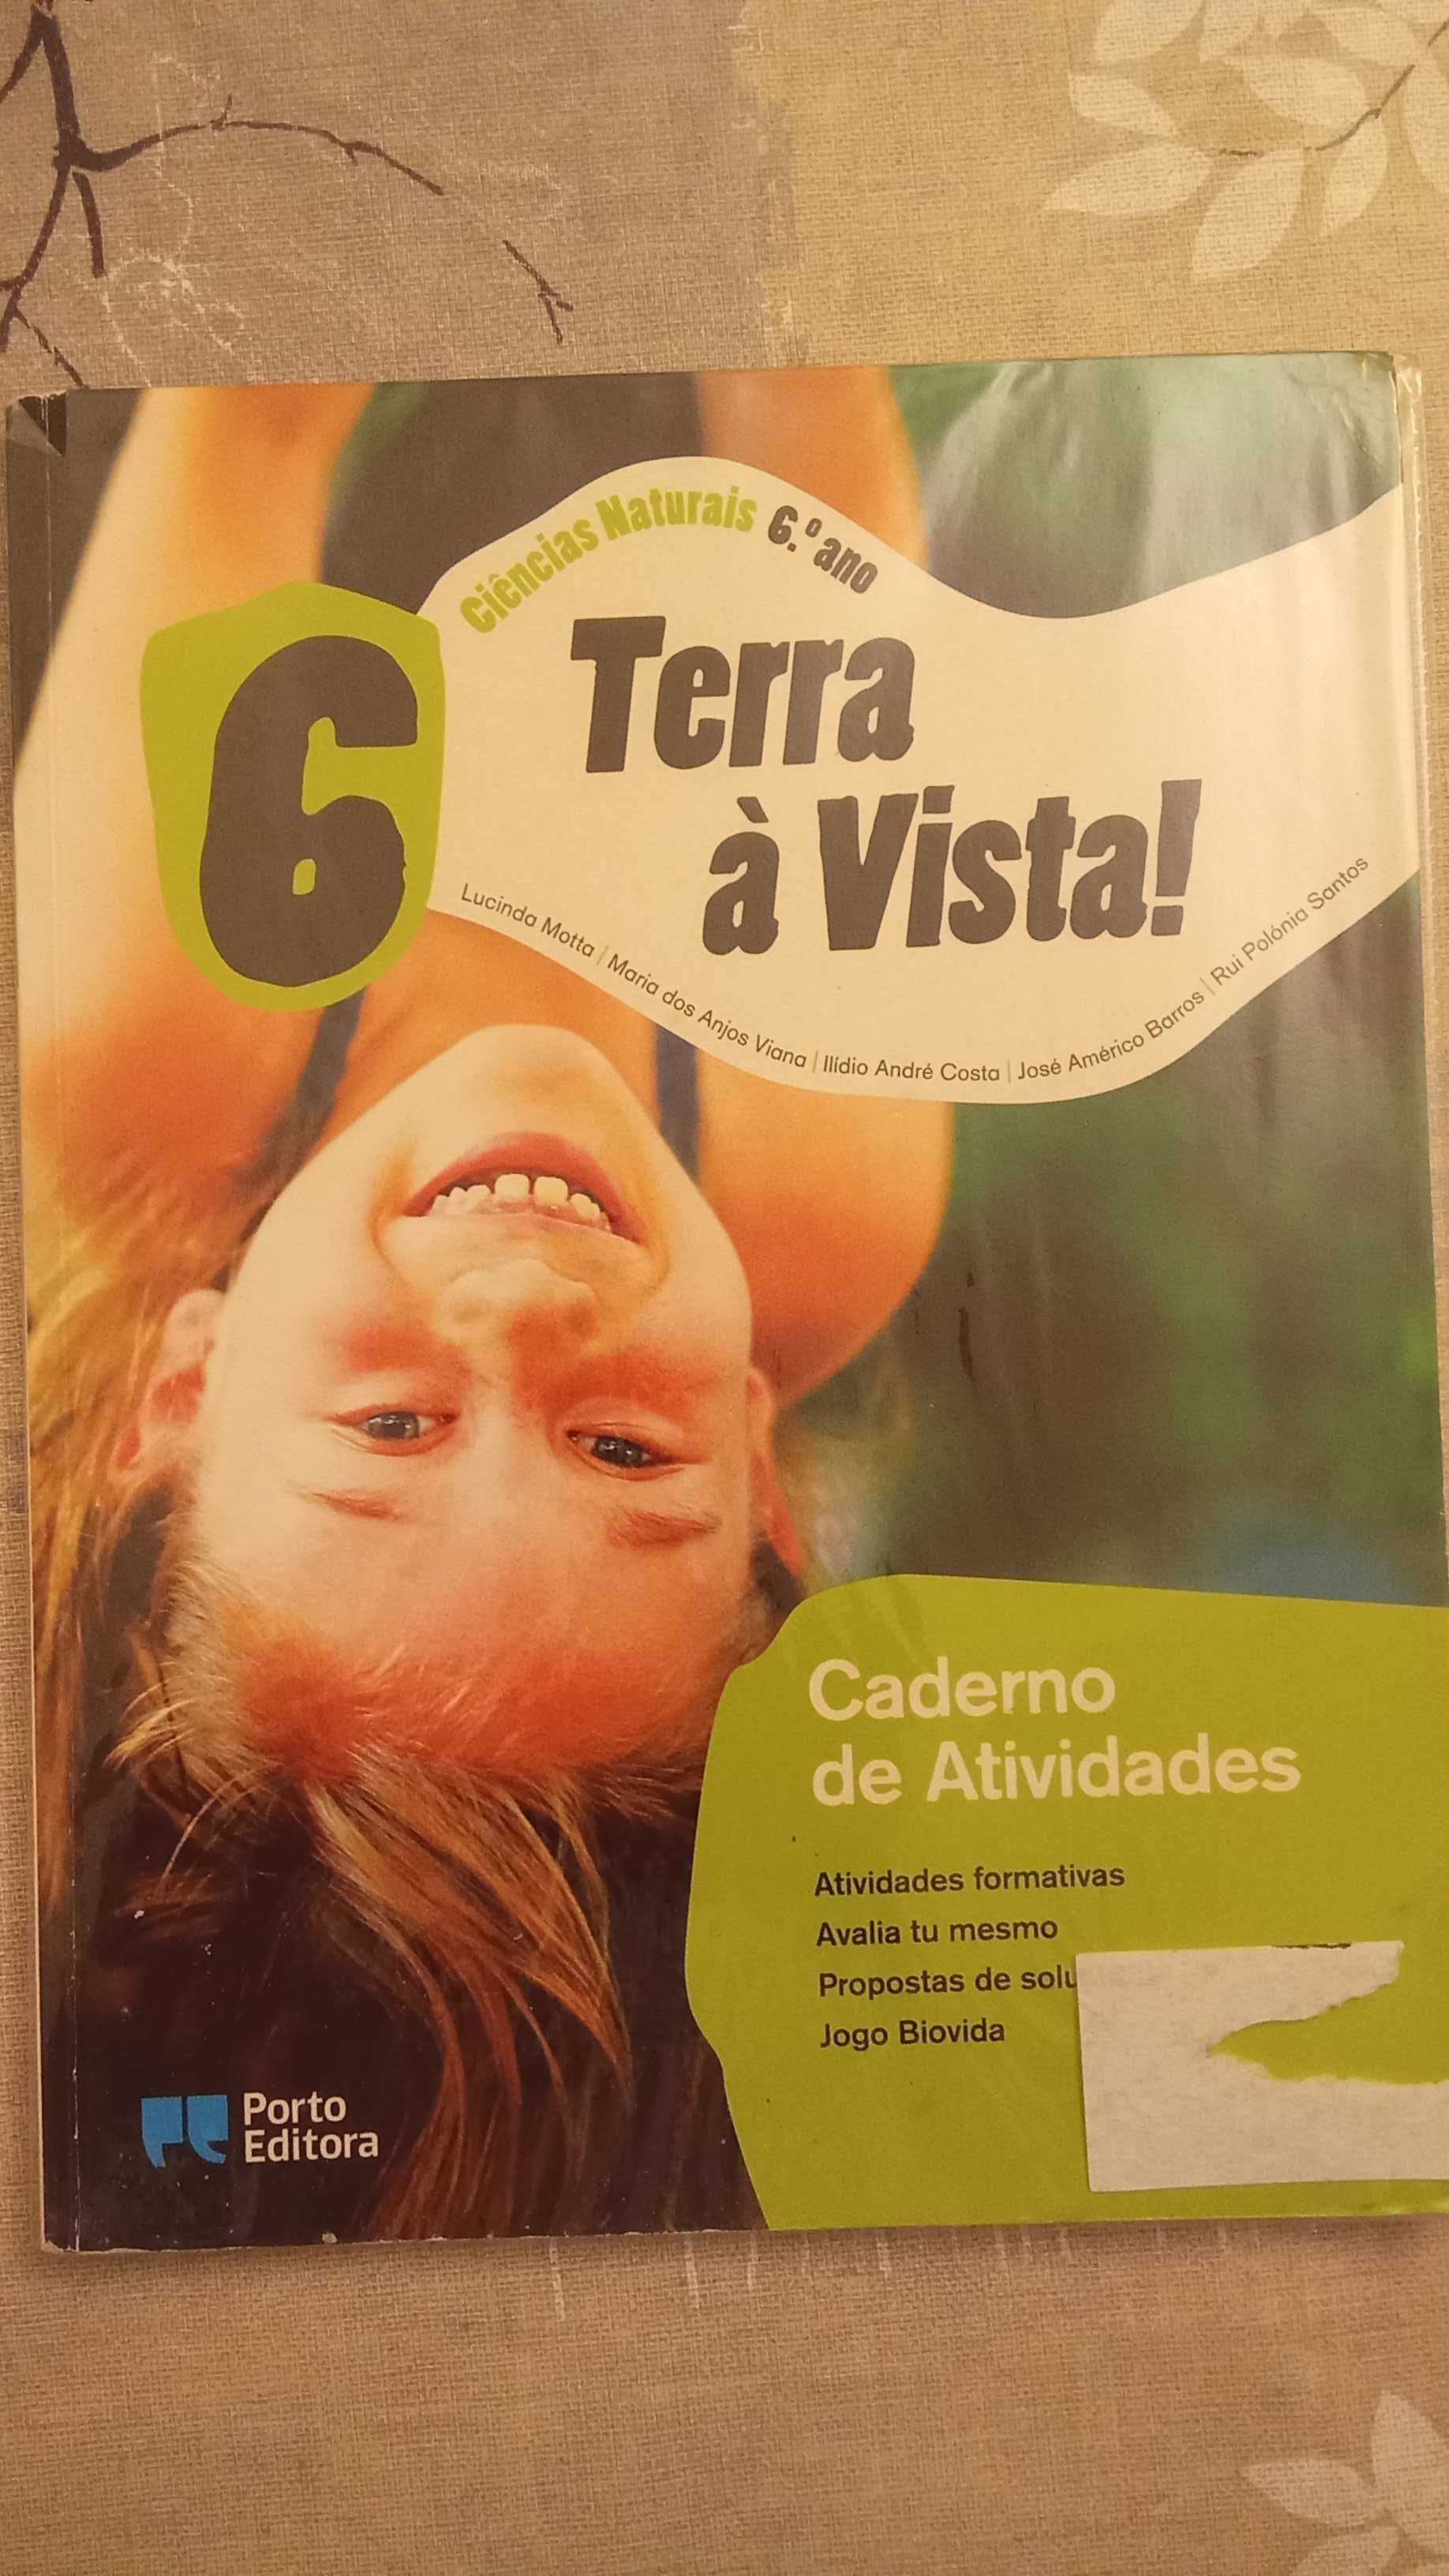 Ciências Naturais 6.º ano
6
Terra
à Vista!
Lucinda Motta | Maria dos Anjos Viana | Ilídio André Costa | José Américo Barros | Rui Polónia Santos
Caderno
de Atividades
Atividades formativas
Avalia tu mesmo
Propostas de solu
Jogo Biovida
Porto
Editora